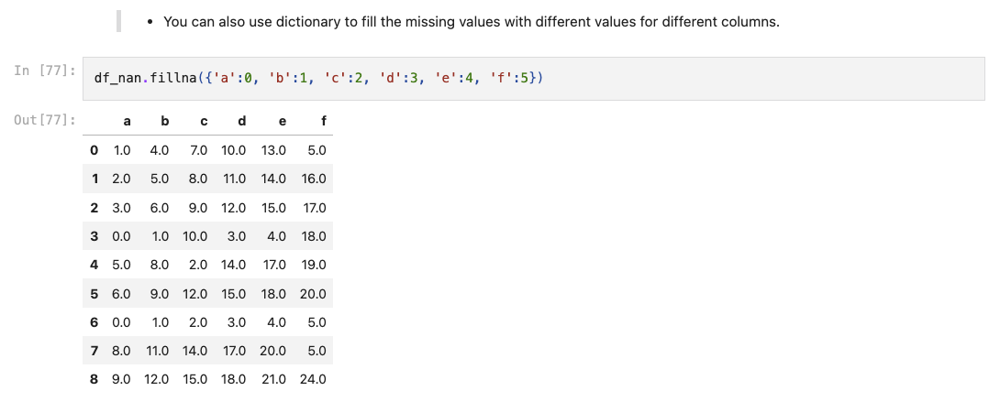 • You can also use dictionary to fill the missing values with different values for different columns.
In [77]: df_nan.fillna({'a':0, 'b':1, 'c':2, 'd':3, 'e':4, 'f':5})
Out[77]: a b c d e f
0 1.0 4.0 7.0 10.0 13.0 5.0
1 2.0 5.0 8.0 11.0 14.0 16.0
2 3.0 6.0 9.0 12.0 15.0 17.0
3 0.0 1.0 10.0 3.0 4.0 18.0
4 5.0 8.0 2.0 14.0 17.0 19.0
5 6.0 9.0 12.0 15.0 18.0 20.0
6 0.0 1.0 2.0 3.0 4.0 5.0
7 8.0 11.0 14.0 17.0 20.0 5.0
8 9.0 12.0 15.0 18.0 21.0 24.0